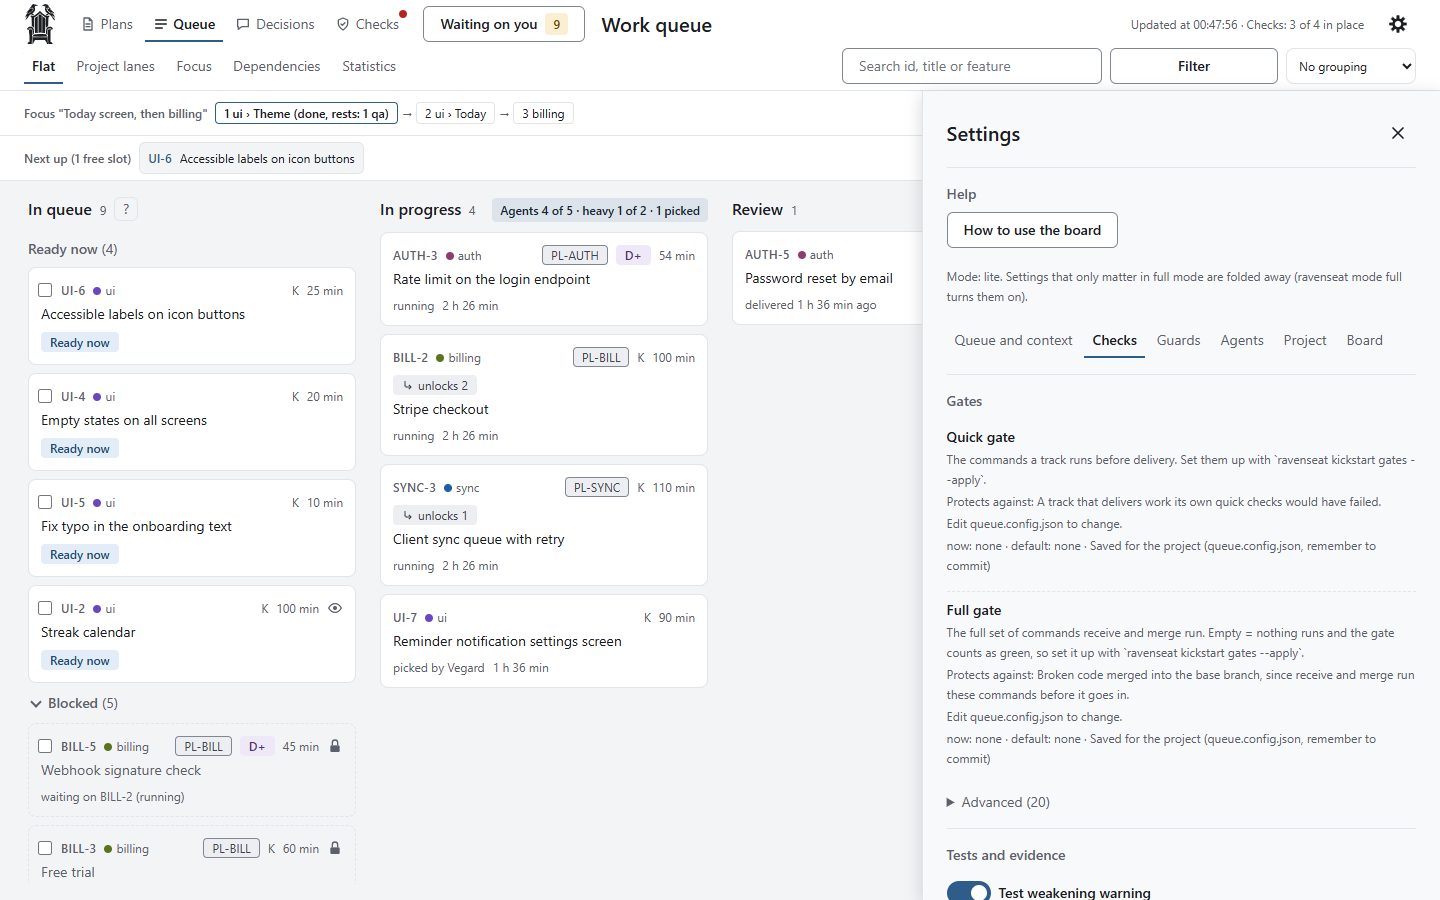 Plans
Queue
Decisions
Checks
Waiting on you 9
Work queue
Updated at 00:47:56 · Checks: 3 of 4 in place
Flat
Project lanes
Focus
Dependencies
Statistics
Search id, title or feature
Filter
No grouping
Focus "Today screen, then billing" 1 ui › Theme (done, rests: 1 qa) → 2 ui › Today → 3 billing
Next up (1 free slot) UI-6 Accessible labels on icon buttons
In queue 9 ?
Ready now (4)
UI-6 ui K 25 min
Accessible labels on icon buttons
Ready now
UI-4 ui K 20 min
Empty states on all screens
Ready now
UI-5 ui K 10 min
Fix typo in the onboarding text
Ready now
UI-2 ui K 100 min
Streak calendar
Ready now
Blocked (5)
BILL-5 billing PL-BILL D+ 45 min
Webhook signature check
waiting on BILL-2 (running)
BILL-3 billing PL-BILL K 60 min
Free trial
In progress 4 Agents 4 of 5 · heavy 1 of 2 · 1 picked
AUTH-3 auth PL-AUTH D+ 54 min
Rate limit on the login endpoint
running 2 h 26 min
BILL-2 billing PL-BILL K 100 min
↳ unlocks 2
Stripe checkout
running 2 h 26 min
SYNC-3 sync PL-SYNC K 110 min
↳ unlocks 1
Client sync queue with retry
running 2 h 26 min
UI-7 ui K 90 min
Reminder notification settings screen
picked by Vegard 1 h 36 min
Review 1
AUTH-5 auth
Password reset by email
delivered 1 h 36 min ago
Settings
Help
How to use the board
Mode: lite. Settings that only matter in full mode are folded away (ravenseat mode full
turns them on).
Queue and context
Checks
Guards
Agents
Project
Board
Gates
Quick gate
The commands a track runs before delivery. Set them up with `ravenseat kickstart gates -
-apply`.
Protects against: A track that delivers work its own quick checks would have failed.
Edit queue.config.json to change.
now: none · default: none · Saved for the project (queue.config.json, remember to
commit)
Full gate
The full set of commands receive and merge run. Empty = nothing runs and the gate
counts as green, so set it up with `ravenseat kickstart gates --apply`.
Protects against: Broken code merged into the base branch, since receive and merge run
these commands before it goes in.
Edit queue.config.json to change.
now: none · default: none · Saved for the project (queue.config.json, remember to
commit)
Advanced (20)
Tests and evidence
Test weakening warning